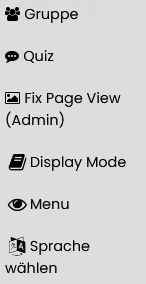 Gruppe
Quiz
Fix Page View
(Admin)
Display Mode
Menu
Sprache
wählen